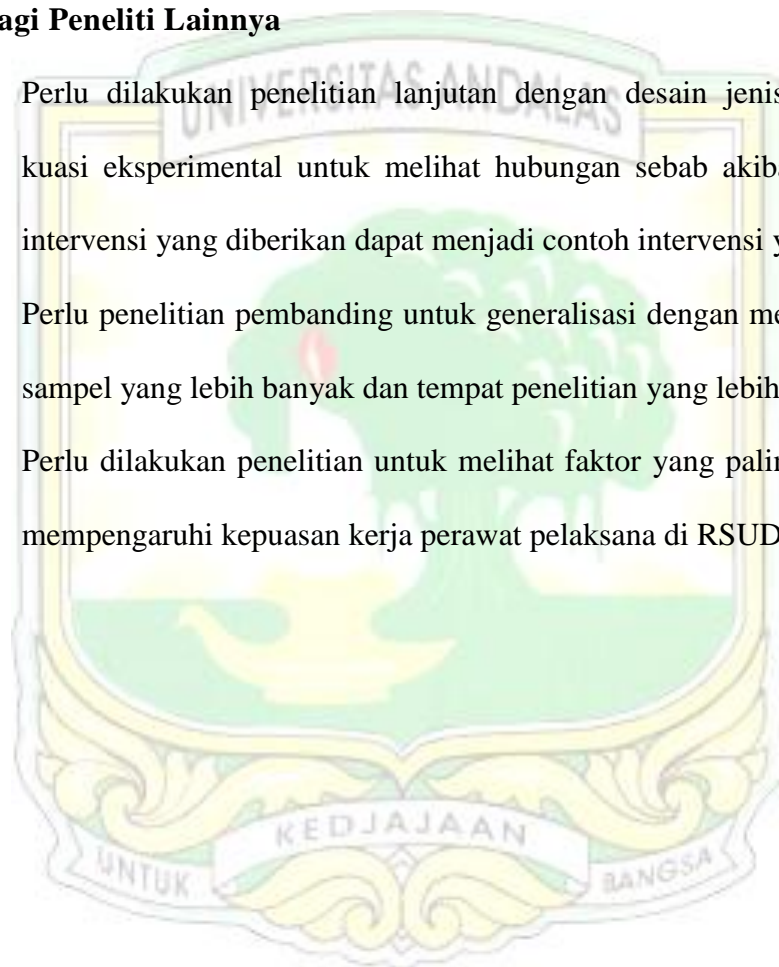 agi Peneliti Lainnya
UNIVERSITAS ANDALAS
Perlu dilakukan penelitian lanjutan dengan desain jenis
kuasi eksperimental untuk melihat hubungan sebab akiba
intervensi yang diberikan dapat menjadi contoh intervensi y
Perlu penelitian pembanding untuk generalisasi dengan me
sampel yang lebih banyak dan tempat penelitian yang lebih
Perlu dilakukan penelitian untuk melihat faktor yang palin
mempengaruhi kepuasan kerja perawat pelaksana di RSUD
UNTUK KEDJAJAAN BANGSA